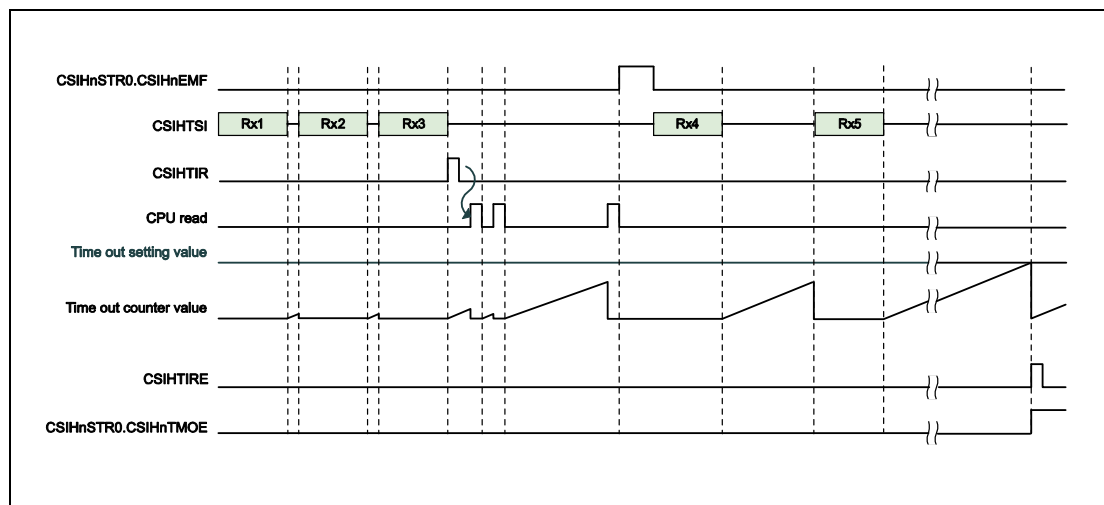 CSIHnSTR0.CSIHnEMF
CSIHTSI
Rx1
Rx2
Rx3
Rx4
Rx5
CSIHTIR
CPU read
Time out setting value
Time out counter value
CSIHTIRE
CSIHnSTR0.CSIHnTMOE